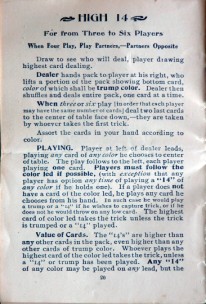 HIGH 14
For from Three to Six Players
When Four Play, Play Partners,—Partners Opposite
Draw to see who will deal, player drawing
highest card dealing.
Dealer hands pack to player at his right, who
lifts a portion of the pack showing bottom card,
color of which shall be trump color. Dealer then
shuffles and deals entire pack, one card at a time.
When three or six play (in order that each player
may have the same number of cards) deal two last cards
to the center of table face down,—they are taken
by whoever takes the first trick.
Assort the cards in your hand according to
color.
PLAYING. Player at left of dealer leads,
playing any card of any color he chooses to center
of table. The play follows to the left, each player
playing one card. Players must follow the
color led if possible, (with exception that any
player has option any time of playing a "14" of
any color if he holds one). If a player does not
have a card of the color led, he plays any card he
chooses from his hand. In such case he would play
a trump or a "14" if he wishes to capture trick, or if he
does not he would throw on any low card. The highest
card of color led takes the trick unless the trick
is trumped or a "14" played.
Value of Cards. The "14's" are higher than
any other cards in the pack, even higher than any
other cards of trump color. Whoever plays the
highest card of the color led takes the trick, unless
a "14" or trump has been played. Any "14"
of any color may be played on any lead, but the
20